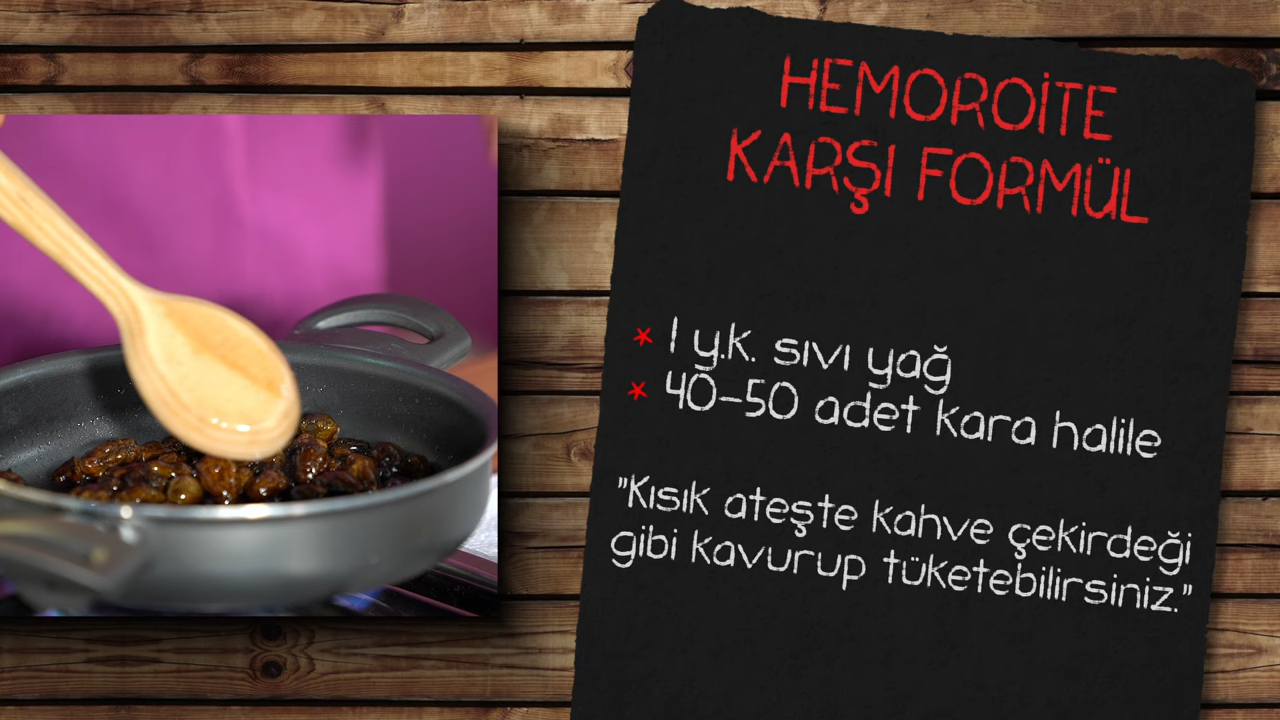 HEMOROİTE
KARŞI FORMÜL
* 1 y.k. sıvı yağ
* 40-50 adet kara halile
"Kısık ateşte kahve çekirdeği
gibi kavurup tüketebilirsiniz."